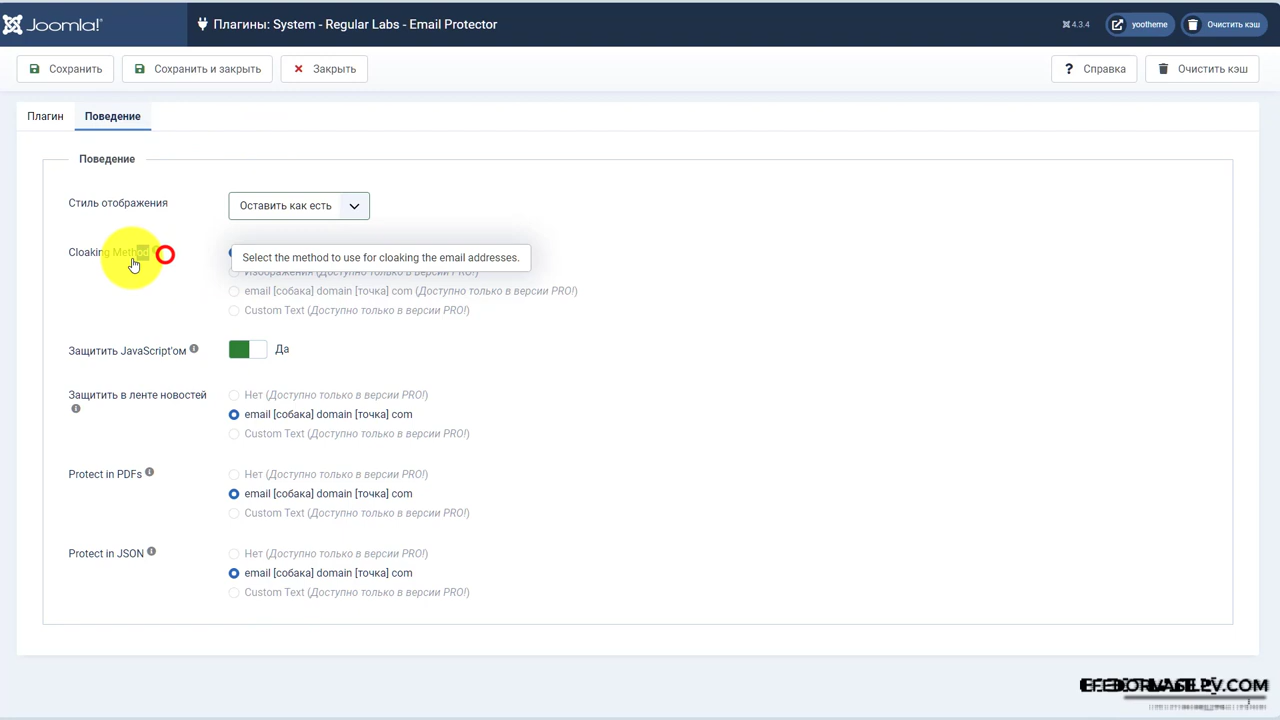 Joomla!
Плагины: System - Regular Labs - Email Protector
4.3.4
yootheme
Очистить кэш
Сохранить
Сохранить и закрыть
Закрыть
? Справка
Очистить кэш
Плагин
Поведение
Поведение
Стиль отображения
Оставить как есть
Cloaking Method
Select the method to use for cloaking the email addresses.
Изображения (Доступно только в версии PRO!)
email [собака] domain [точка] com (Доступно только в версии PRO!)
Custom Text (Доступно только в версии PRO!)
Защитить JavaScript'ом
Да
Защитить в ленте новостей
Нет (Доступно только в версии PRO!)
email [собака] domain [точка] com
Custom Text (Доступно только в версии PRO!)
Protect in PDFs
Нет (Доступно только в версии PRO!)
email [собака] domain [точка] com
Custom Text (Доступно только в версии PRO!)
Protect in JSON
Нет (Доступно только в версии PRO!)
email [собака] domain [точка] com
Custom Text (Доступно только в версии PRO!)